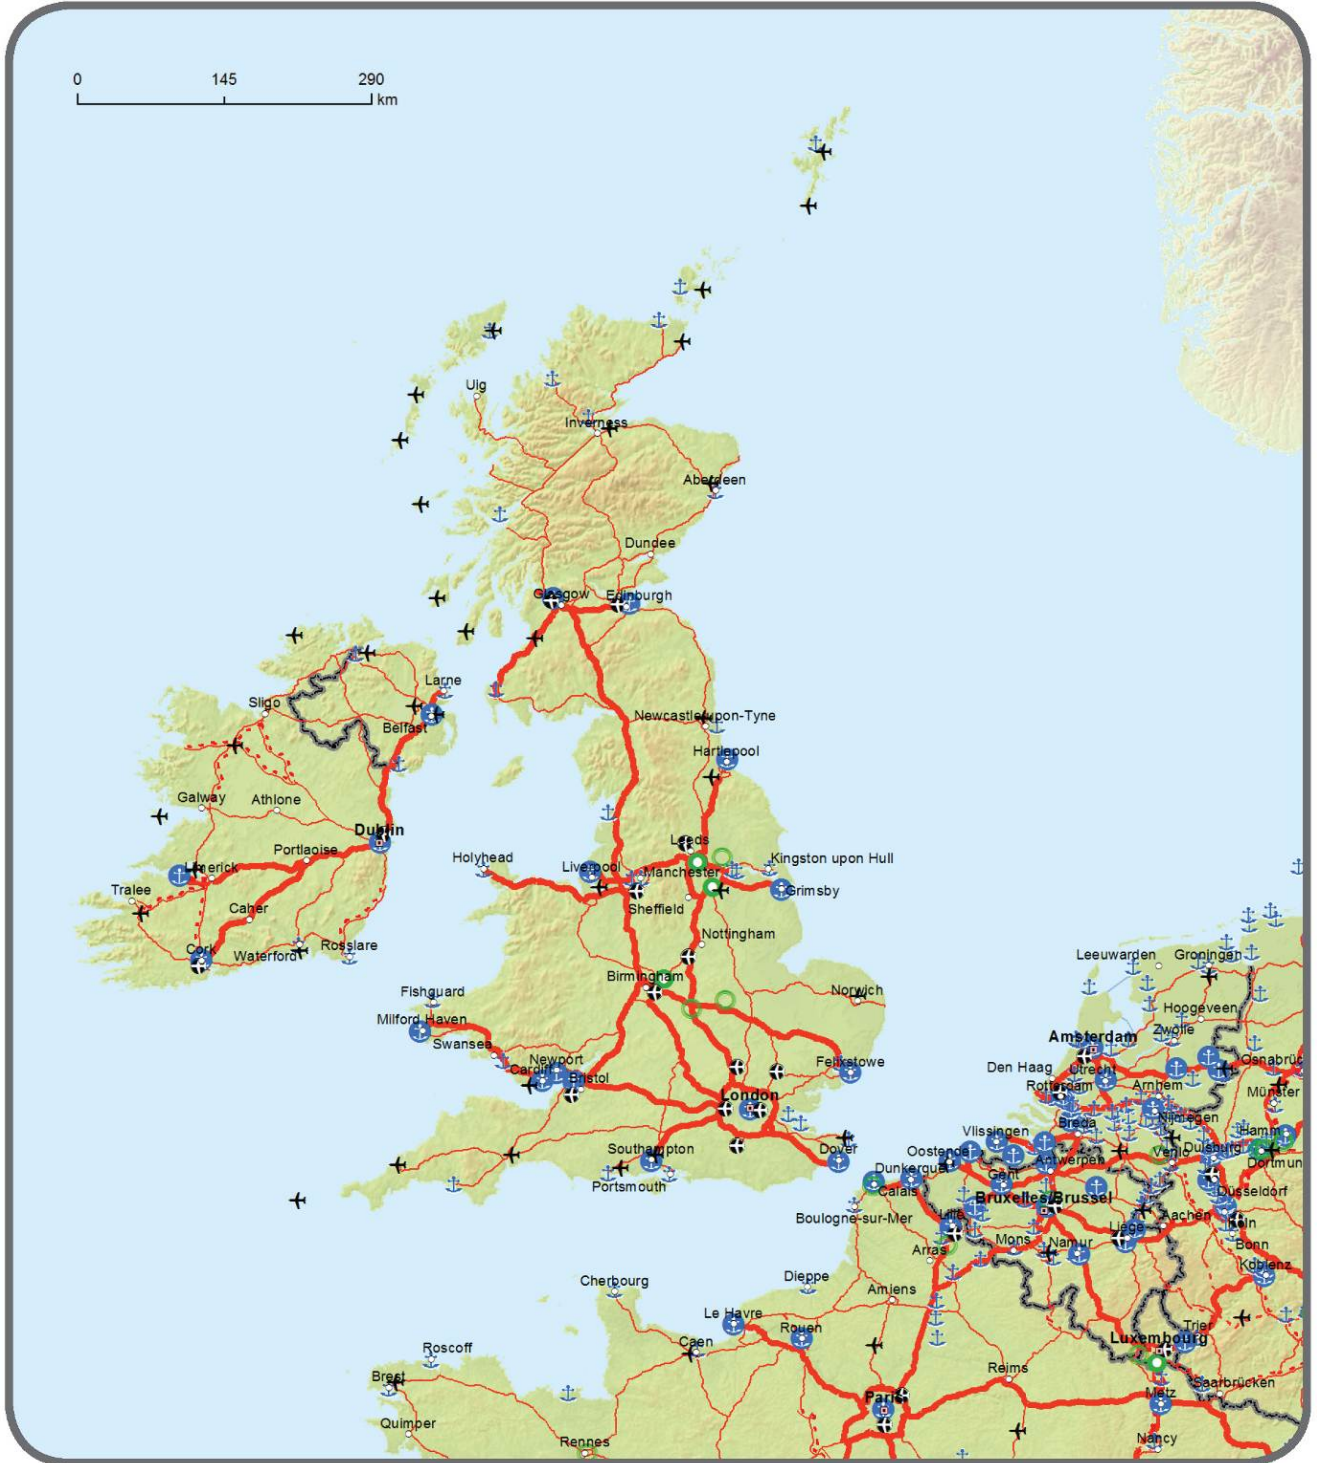 0 145 290
km
Uig
Inverness
Aberdeen
Dundee
Glasgow Edinburgh
Larne
Sligo
Newcastle-upon-Tyne
Belfast
Hartlepool
Galway Athlone
Dublin
Leeds
Portlaoise
Holyhead
Kingston upon Hull
Liverpool
Limerick
Manchester
Tralee
Grimsby
Caher
Sheffield
Nottingham
Cork
Waterford
Rosslare
Leeuwarden Groningen
Birmingham
Fishguard
Norwich
Hoogeveen
Milford Haven
Zwolle
Amsterdam
Swansea
Newport
Felixstowe
Osnabrüc
Cardiff
Den Haag
Utrecht
Bristol
Rotterdam
Arnhem
Münster
London
Nijmegen
Breda
Vlissingen
Hamm
Southampton
Dover
Oostende
Duisburg
Antwerpen
Venlo
Dortmun
Dunkerque
Gent
Portsmouth
Calais
Düsseldorf
Bruxelles/Brussel
Boulogne-sur-Mer
Lille
Aachen
Köln
Liège
Mons
Namur
Bonn
Arras
Koblenz
Cherbourg
Dieppe
Amiens
Le Havre
Rouen
Trier
Luxembourg
Caen
Roscoff
Reims
Brest
Saarbrücken
Paris
Metz
Quimper
Rennes
Nancy